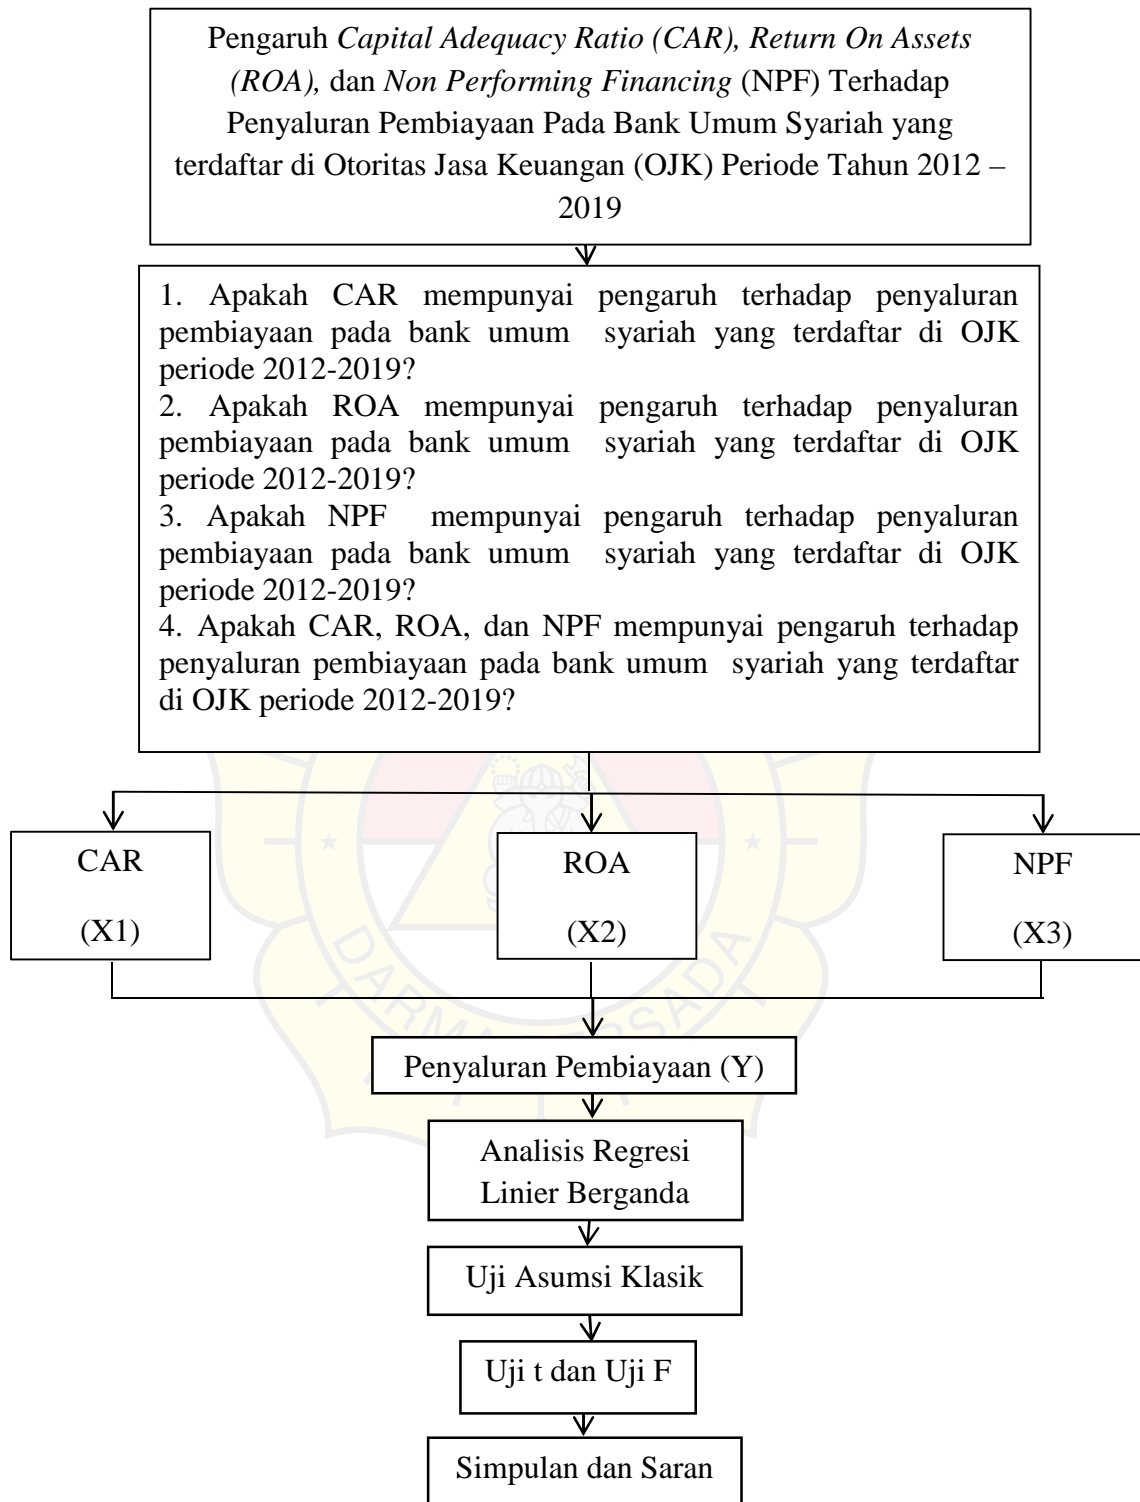 Pengaruh Capital Adequacy Ratio (CAR), Return On Assets
(ROA), dan Non Performing Financing (NPF) Terhadap
Penyaluran Pembiayaan Pada Bank Umum Syariah yang
terdaftar di Otoritas Jasa Keuangan (OJK) Periode Tahun 2012 –
2019
1. Apakah CAR mempunyai pengaruh terhadap penyaluran
pembiayaan pada bank umum syariah yang terdaftar di OJK
periode 2012-2019?
2. Apakah ROA mempunyai pengaruh terhadap penyaluran
pembiayaan pada bank umum syariah yang terdaftar di OJK
periode 2012-2019?
3. Apakah NPF mempunyai pengaruh terhadap penyaluran
pembiayaan pada bank umum syariah yang terdaftar di OJK
periode 2012-2019?
4. Apakah CAR, ROA, dan NPF mempunyai pengaruh terhadap
penyaluran pembiayaan pada bank umum syariah yang terdaftar
di OJK periode 2012-2019?
CAR
(X1)
ROA
(X2)
NPF
(X3)
Penyaluran Pembiayaan (Y)
Analisis Regresi
Linier Berganda
Uji Asumsi Klasik
Uji t dan Uji F
Simpulan dan Saran